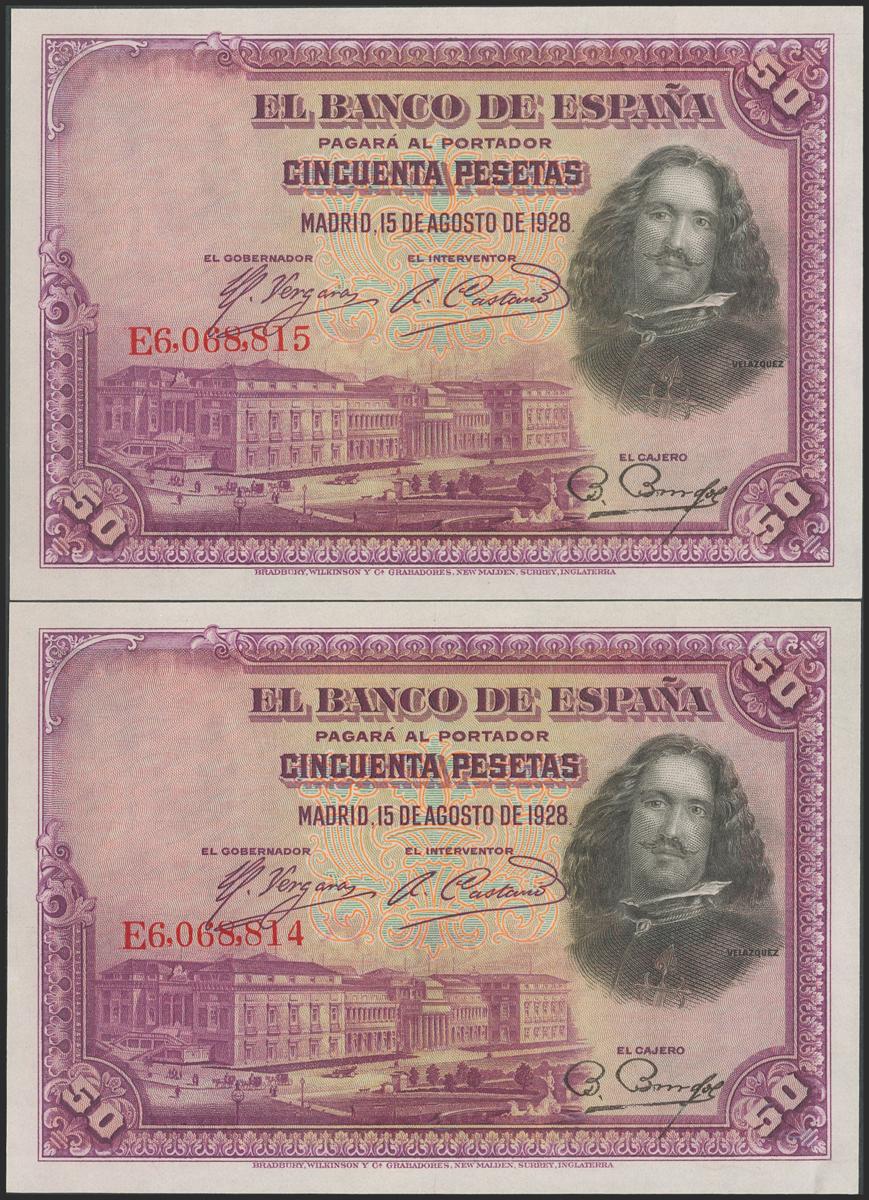 50
EL BANCO DE ESPAÑA
PAGARÁ AL PORTADOR
CINCUENTA PESETAS
MADRID, 15 DE AGOSTO DE 1928
EL GOBERNADOR EL INTERVENTOR
E6,068,815
VELAZQUEZ
EL CAJERO
50 50
BRADBURY, WILKINSON Y Cª GRABADORES, NEW MALDEN, SURREY, INGLATERRA
50
EL BANCO DE ESPAÑA
PAGARÁ AL PORTADOR
CINCUENTA PESETAS
MADRID, 15 DE AGOSTO DE 1928.
EL GOBERNADOR EL INTERVENTOR
E6,068,814
VELAZQUEZ
EL CAJERO
50 50
BRADBURY, WILKINSON Y Cª GRABADORES, NEW MALDEN, SURREY, INGLATERRA